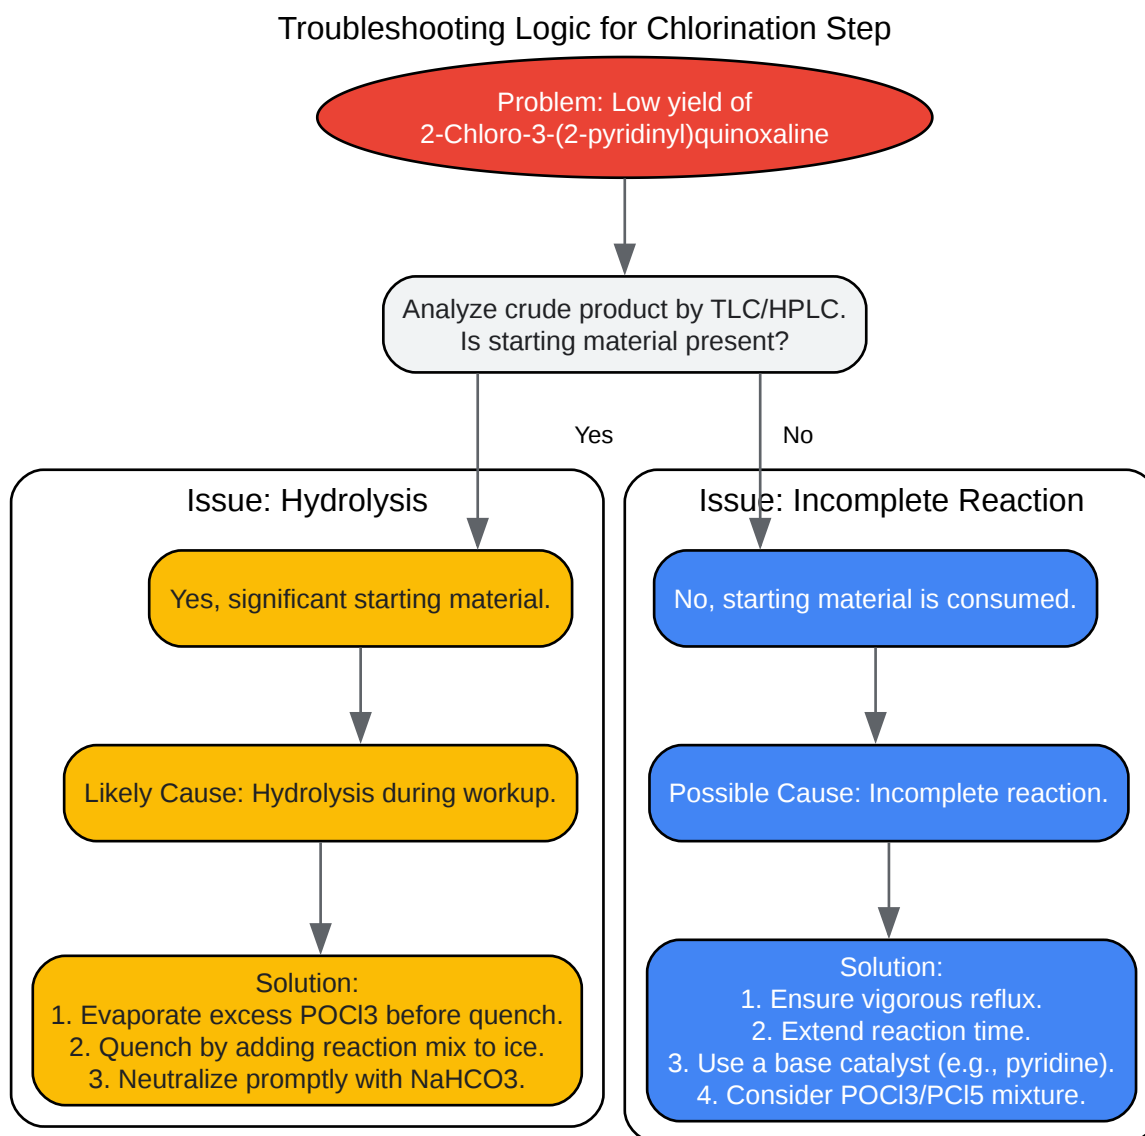 Troubleshooting Logic for Chlorination Step
Problem: Low yield of
2-Chloro-3-(2-pyridinyl)quinoxaline
Analyze crude product by TLC/HPLC.
Is starting material present?
Yes
No
Issue: Hydrolysis
Yes, significant starting material.
Likely Cause: Hydrolysis during workup.
Solution:
1. Evaporate excess POCl3 before quench.
2. Quench by adding reaction mix to ice.
3. Neutralize promptly with NaHCO3.
Issue: Incomplete Reaction
No, starting material is consumed.
Possible Cause: Incomplete reaction.
Solution:
1. Ensure vigorous reflux.
2. Extend reaction time.
3. Use a base catalyst (e.g., pyridine).
4. Consider POCl3/PCl5 mixture.